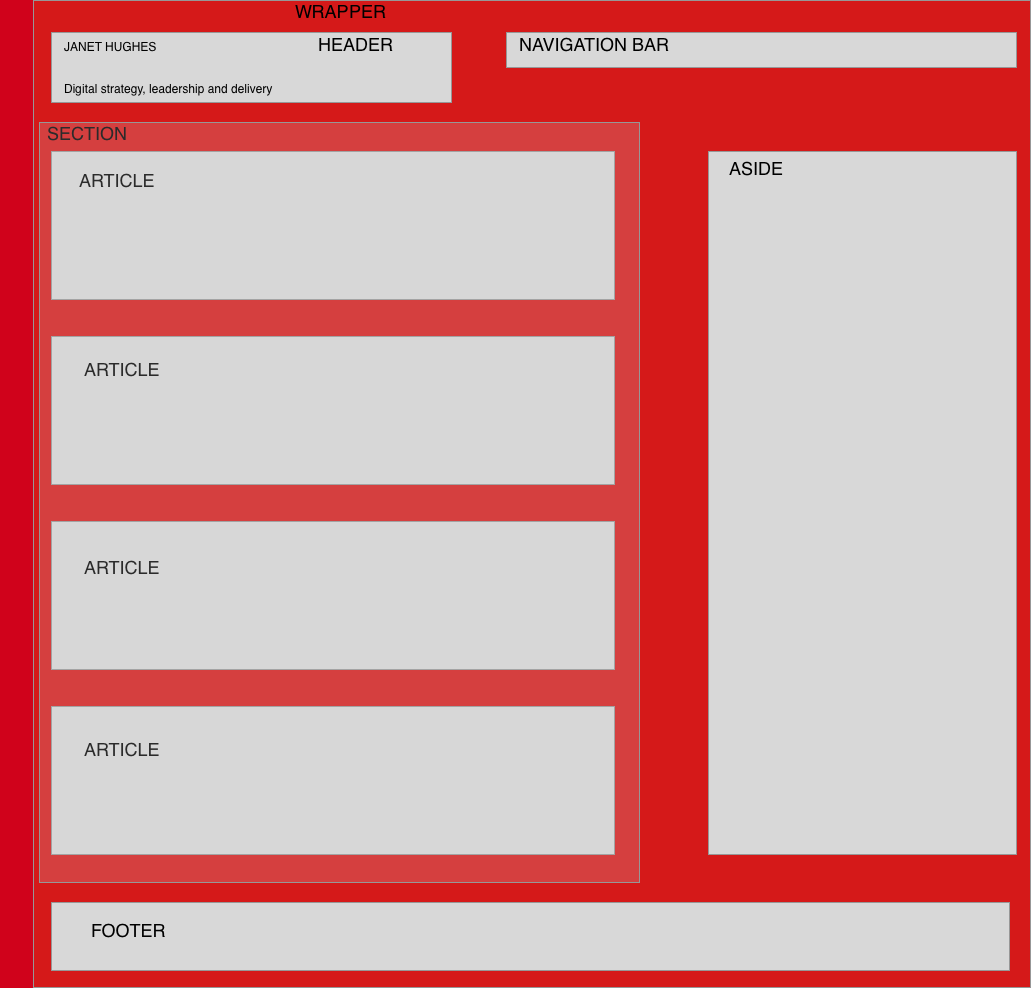 WRAPPER
JANET HUGHES
HEADER
Digital strategy, leadership and delivery
NAVIGATION BAR
SECTION
ARTICLE
ARTICLE
ARTICLE
ARTICLE
ASIDE
FOOTER